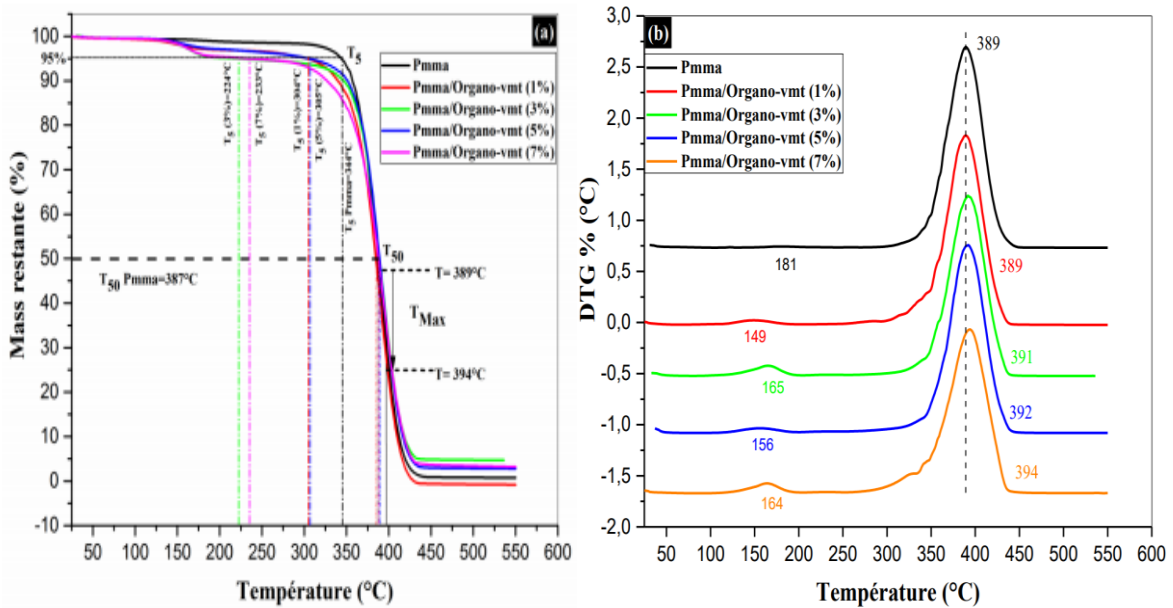 (a)
100
95%
90
80
70
60
50
40
30
20
10
0
-10
T5
Pmma
Pmma/Organo-vmt (1%)
Pmma/Organo-vmt (3%)
Pmma/Organo-vmt (5%)
Pmma/Organo-vmt (7%)
T5 (3%)=224°C
T5 (7%)=235°C
T5 (1%)=304°C
T5 (5%)=305°C
T5 Pmma=344°C
T50
T50 Pmma=387°C
T= 389°C
TMax
T= 394°C
50 100 150 200 250 300 350 400 450 500 550 600
Température (°C)
Mass restante (%)
(b)
3,0
2,5
2,0
1,5
1,0
0,5
0,0
-0,5
-1,0
-1,5
-2,0
Pmma
Pmma/Organo-vmt (1%)
Pmma/Organo-vmt (3%)
Pmma/Organo-vmt (5%)
Pmma/Organo-vmt (7%)
389
181
389
149
391
165
392
156
394
164
50 100 150 200 250 300 350 400 450 500 550 600
Température (°C)
DTG % (°C)